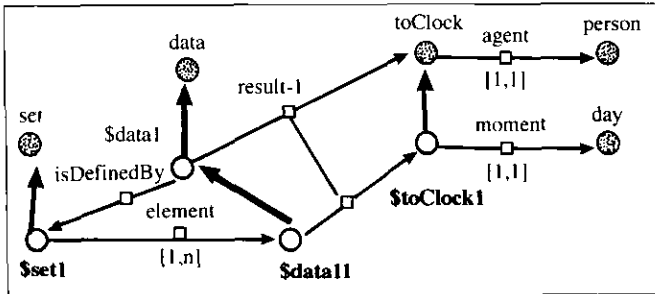 toClock
agent
person
data
[1,1]
result-1
set
$data1
moment
day
isDefinedBy
[1,1]
element
$toClock1
[1,n]
$set1
$data11